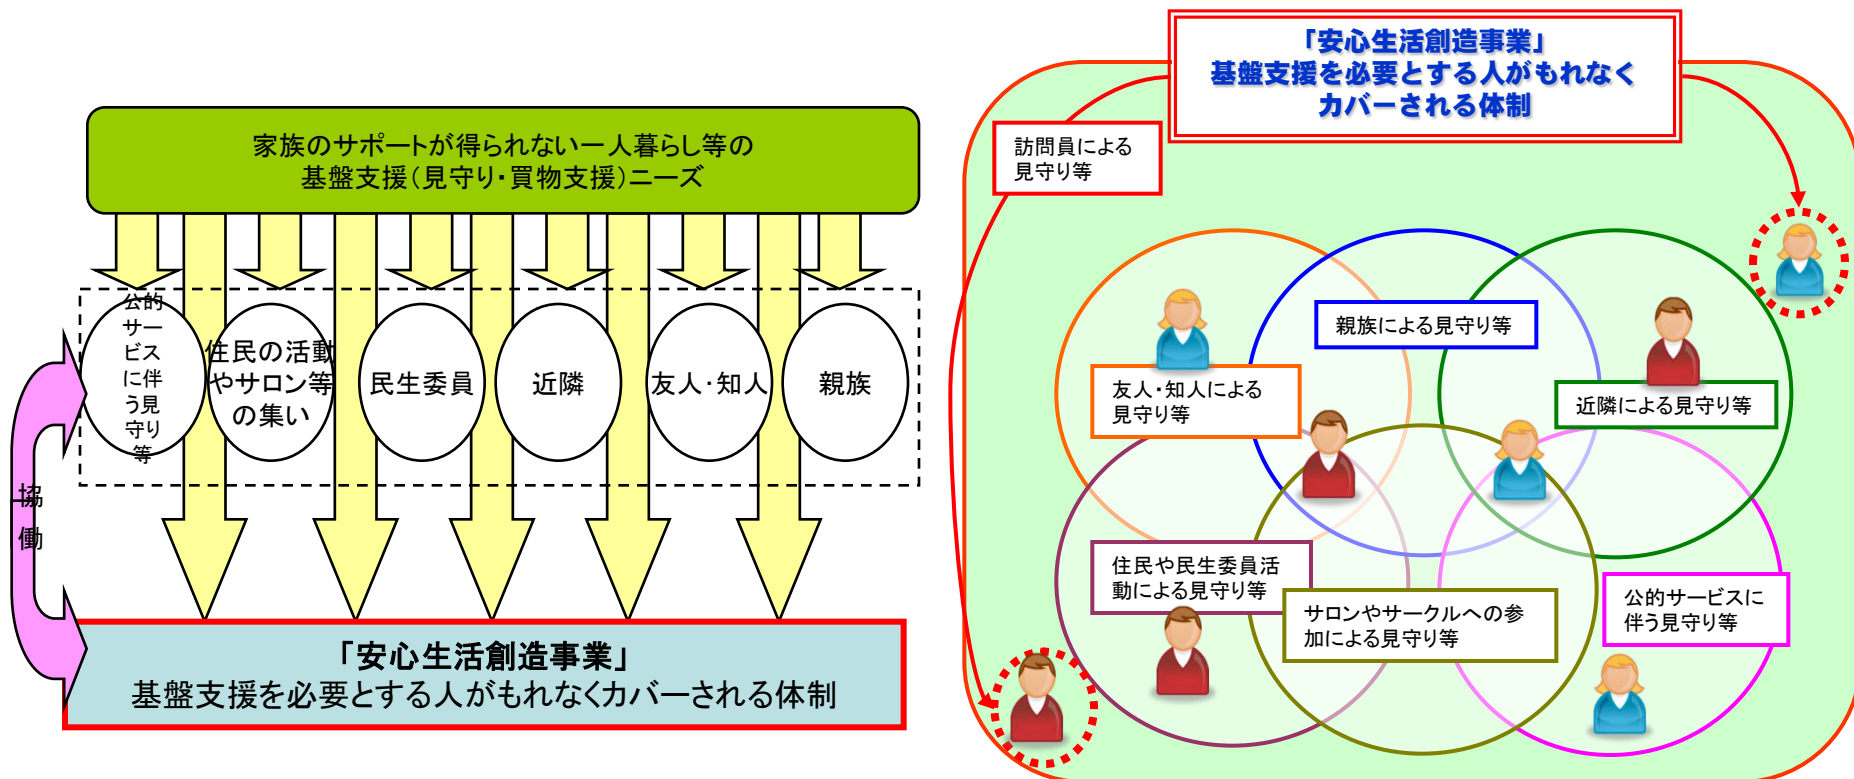 家族のサポートが得られない一人暮らし等の
基盤支援(見守り・買物支援)ニーズ
公的
サー
ビス
に伴
う見
守り
等
住民の活動
やサロン等
の集い
民生委員
近隣
友人・知人
親族
協
働
「安心生活創造事業」
基盤支援を必要とする人がもれなくカバーされる体制
「安心生活創造事業」
基盤支援を必要とする人がもれなく
カバーされる体制
訪問員による
見守り等
親族による見守り等
友人・知人による
見守り等
近隣による見守り等
住民や民生委員活
動による見守り等
サロンやサークルへの参
加による見守り等
公的サービスに
伴う見守り等